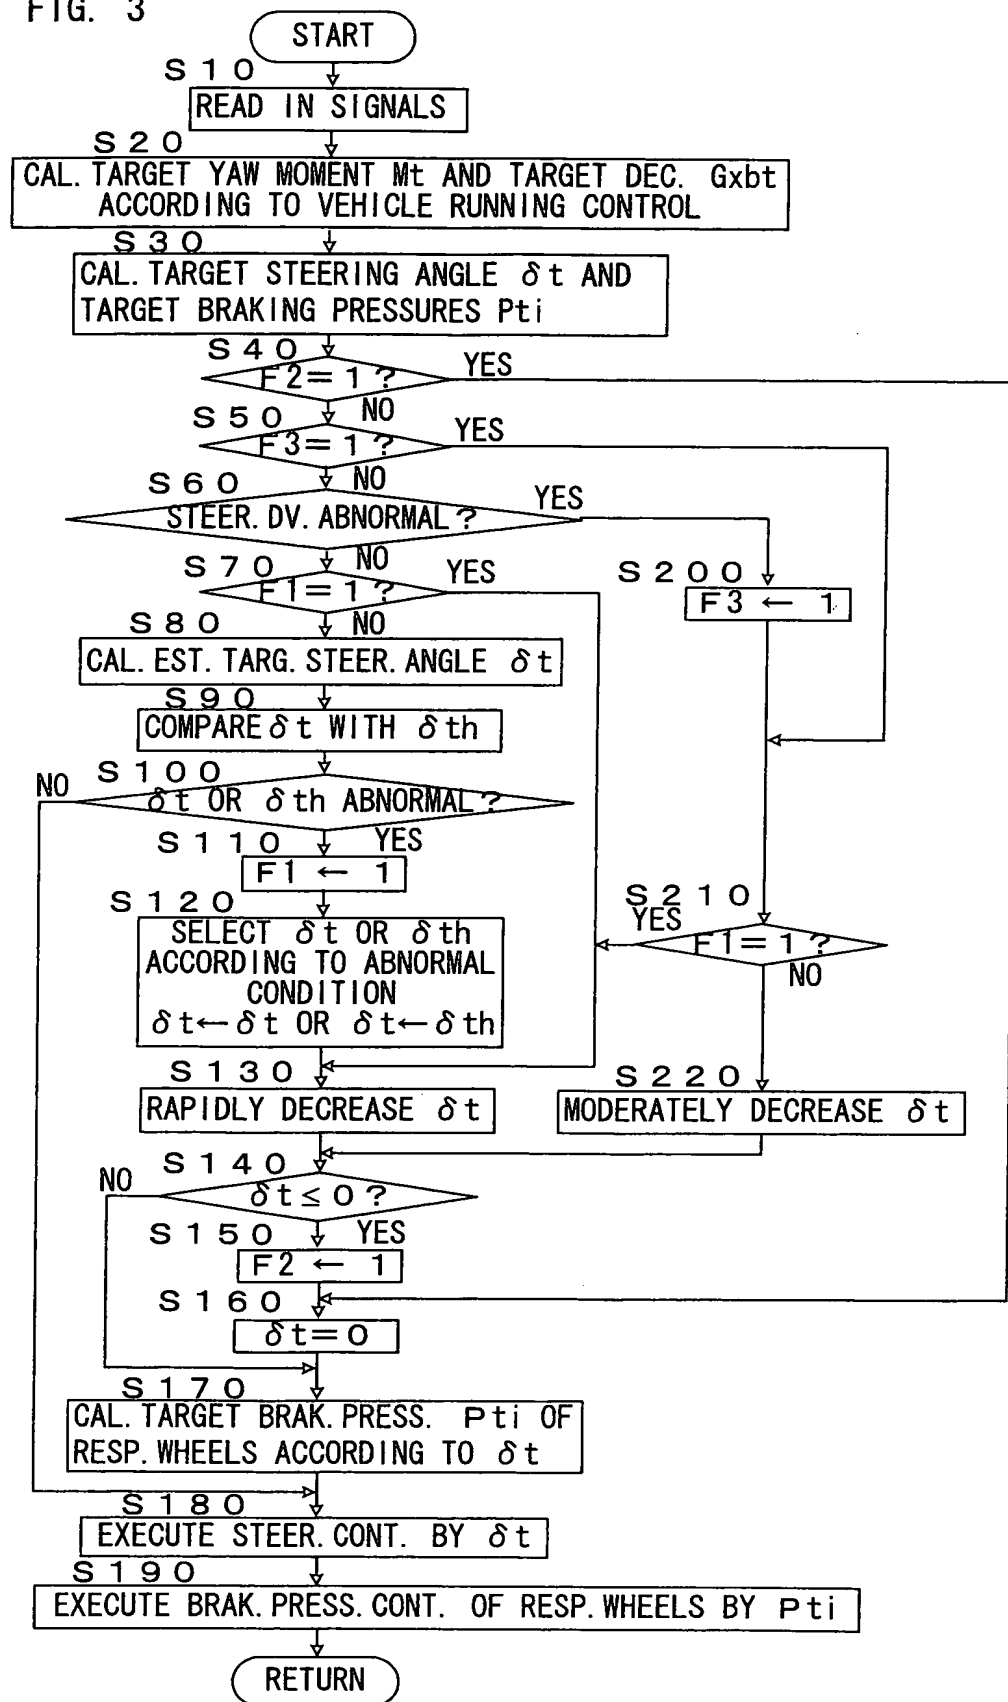 FIG. 3
START
S10
READ IN SIGNALS
S20
CAL. TARGET YAW MOMENT Mt AND TARGET DEC. Gxbt
ACCORDING TO VEHICLE RUNNING CONTROL
S30
CAL. TARGET STEERING ANGLE δt AND
TARGET BRAKING PRESSURES Pti
S40
F2=1?
YES
NO
S50
F3=1?
YES
NO
S60
STEER. DV. ABNORMAL?
YES
NO
S70
F1=1?
YES
NO
S200
F3 ← 1
S80
CAL. EST. TARG. STEER. ANGLE δt
S90
COMPARE δt WITH δth
S100
NO
δt OR δth ABNORMAL?
YES
S110
F1 ← 1
S120
SELECT δt OR δth
ACCORDING TO ABNORMAL
CONDITION
δt←δt OR δt←δth
S210
YES
F1=1?
NO
S130
RAPIDLY DECREASE δt
S220
MODERATELY DECREASE δt
S140
NO
δt≤0?
YES
S150
F2 ← 1
S160
δt=0
S170
CAL. TARGET BRAK. PRESS. Pti OF
RESP. WHEELS ACCORDING TO δt
S180
EXECUTE STEER. CONT. BY δt
S190
EXECUTE BRAK. PRESS. CONT. OF RESP. WHEELS BY Pti
RETURN